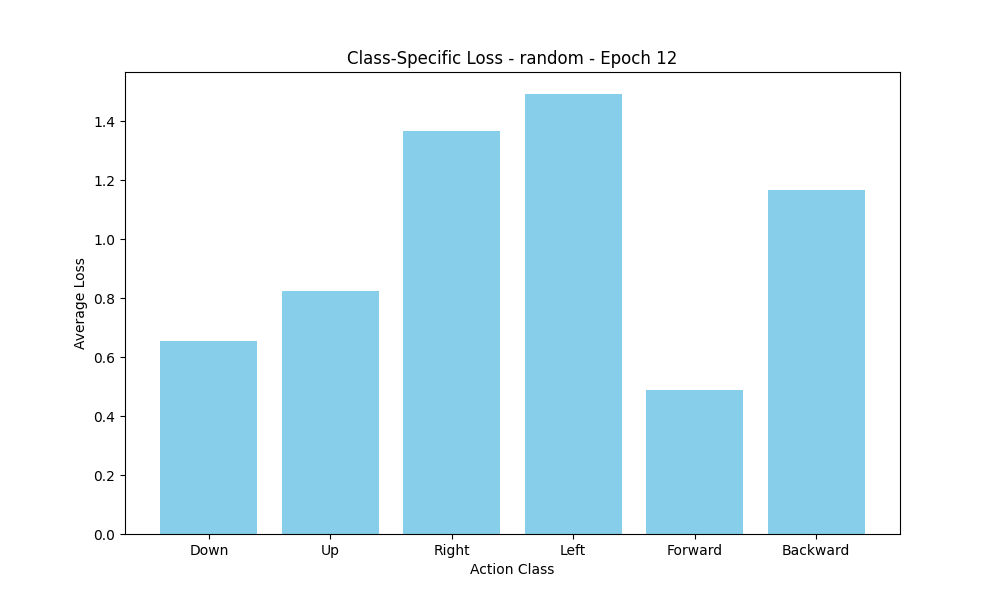 Class-Specific Loss - random - Epoch 12
Average Loss
1.4
1.2
1.0
0.8
0.6
0.4
0.2
0.0
Down Up Right Left Forward Backward
Action Class